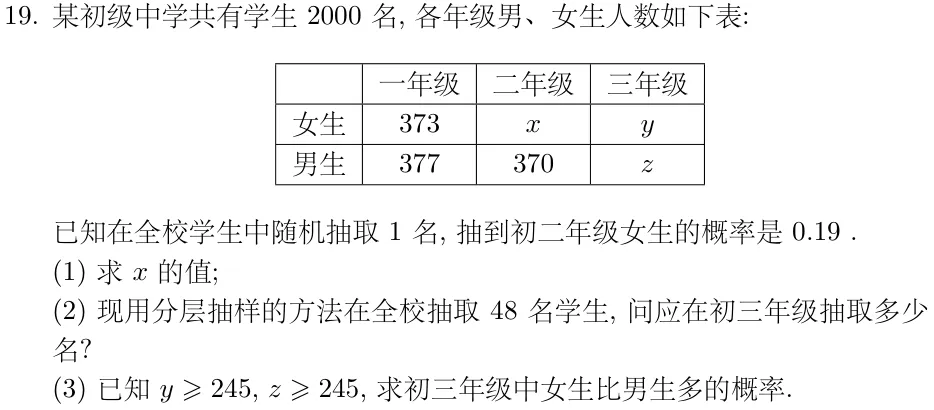 19. 某初级中学共有学生 2000 名, 各年级男、女生人数如下表:
一年级 二年级 三年级
女生 373 x y
男生 377 370 z
已知在全校学生中随机抽取 1 名, 抽到初二年级女生的概率是 0.19 .
(1) 求 x 的值;
(2) 现用分层抽样的方法在全校抽取 48 名学生, 问应在初三年级抽取多少
名?
(3) 已知 y ⩾ 245, z ⩾ 245, 求初三年级中女生比男生多的概率.